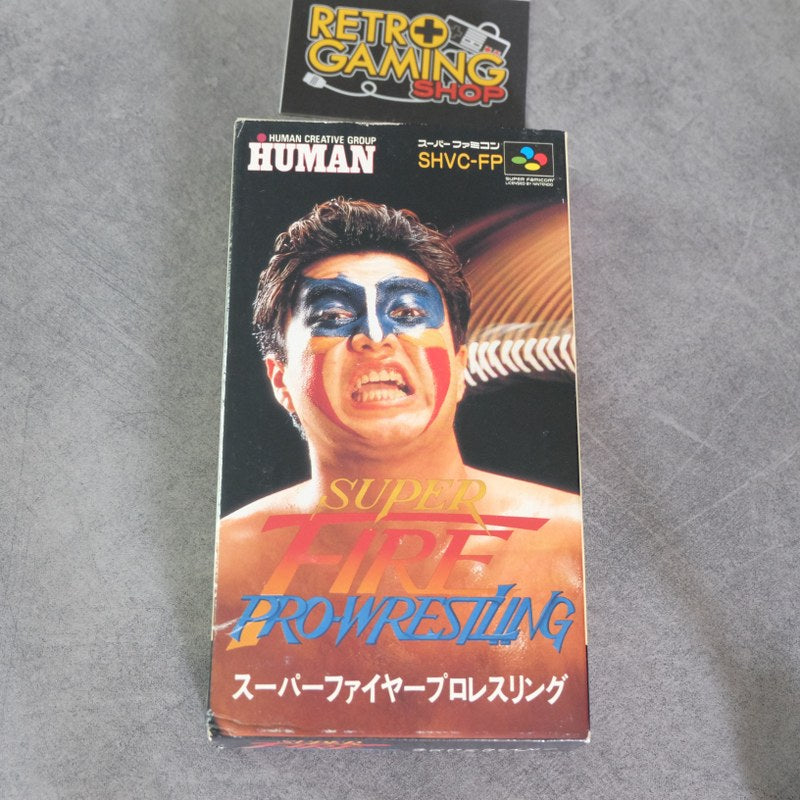 RETRO
GAMING
SHOP
HUMAN CREATIVE GROUP
HUMAN
スーパーファミコン
SHVC-FP
SUPER FAMICOM
LICENSED BY NINTENDO
SUPER
FIRE
PRO-WRESTLING
スーパーファイヤープロレスリング